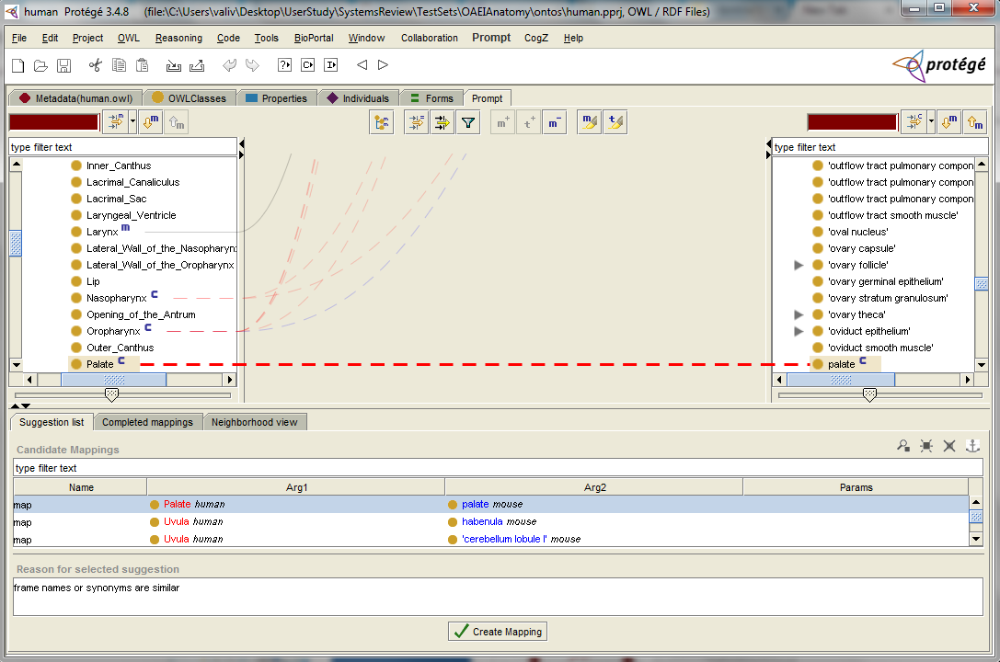 human Protégé 3.4.8 (file:\C:\Users\valiv\Desktop\UserStudy\SystemsReview\TestSets\OAEIAnatomy\ontos\human.pprj, OWL / RDF Files)
File Edit Project OWL Reasoning Code Tools BioPortal Window Collaboration Prompt CogZ Help
protégé
Metadata(human.owl) OWLClasses Properties Individuals Forms Prompt
type filter text type filter text
Inner_Canthus 'outflow tract pulmonary compon
Lacrimal_Canaliculus 'outflow tract pulmonary compon
Lacrimal_Sac 'outflow tract pulmonary compon
Laryngeal_Ventricle 'outflow tract smooth muscle'
Larynx m 'oval nucleus'
Lateral_Wall_of_the_Nasopharynx 'ovary capsule'
Lateral_Wall_of_the_Oropharynx 'ovary follicle'
Lip 'ovary germinal epithelium'
Nasopharynx c 'ovary stratum granulosum'
Opening_of_the_Antrum 'ovary theca'
Oropharynx c 'oviduct epithelium'
Outer_Canthus 'oviduct smooth muscle'
Palate c palate c
Suggestion list Completed mappings Neighborhood view
Candidate Mappings
type filter text
Name Arg1 Arg2 Params
map Palate human palate mouse
map Uvula human habenula mouse
map Uvula human 'cerebellum lobule I' mouse
Reason for selected suggestion
frame names or synonyms are similar
Create Mapping